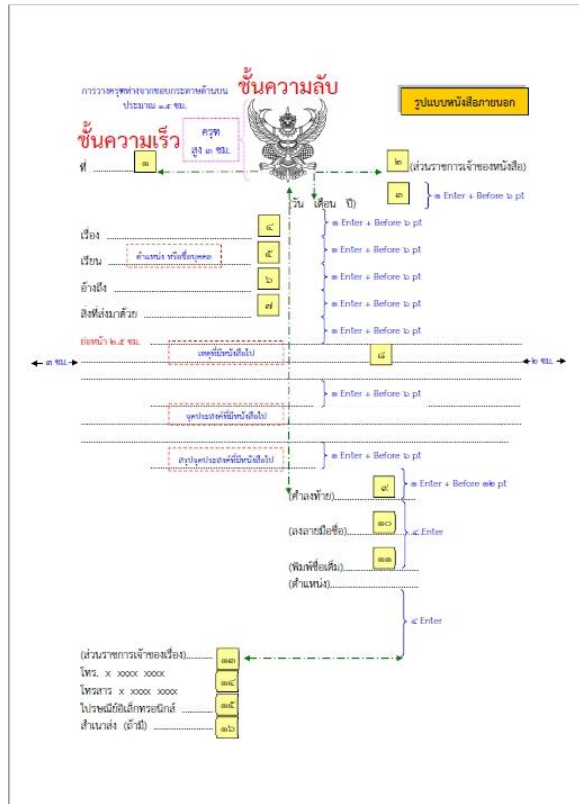 การวางครุฑห่างจากขอบกระดาษด้านบน
ประมาณ ๑.๕ ซม.
ชั้นความลับ
รูปแบบหนังสือภายนอก
ชั้นความเร็ว
ครุฑ
สูง ๓ ซม.
ที่ ๑
๒ (ส่วนราชการเจ้าของหนังสือ)
(วัน เดือน ปี) ๓ ๑ Enter + Before ๖ pt
เรื่อง ๔ ๑ Enter + Before ๖ pt
เรียน ตำแหน่ง หรือชื่อบุคคล ๕ ๑ Enter + Before ๖ pt
อ้างถึง ๖ ๑ Enter + Before ๖ pt
สิ่งที่ส่งมาด้วย ๗ ๑ Enter + Before ๖ pt
ย่อหน้า ๒.๕ ซม. ๑ Enter + Before ๖ pt
๓ ซม. เหตุที่มีหนังสือไป ๘ ๒ ซม.
๑ Enter + Before ๖ pt
จุดประสงค์ที่มีหนังสือไป
สรุปจุดประสงค์ที่มีหนังสือไป ๑ Enter + Before ๖ pt
(คำลงท้าย) ๙ ๑ Enter + Before ๑๒ pt
(ลงลายมือชื่อ) ๑๐ ๔ Enter
(พิมพ์ชื่อเต็ม) ๑๑
(ตำแหน่ง)
๔ Enter
(ส่วนราชการเจ้าของเรื่อง) ๑๓
โทร. x xxxx xxxx ๑๔
โทรสาร x xxxx xxxx
ไปรษณีย์อิเล็กทรอนิกส์ ๑๕
สำเนาส่ง (ถ้ามี) ๑๖